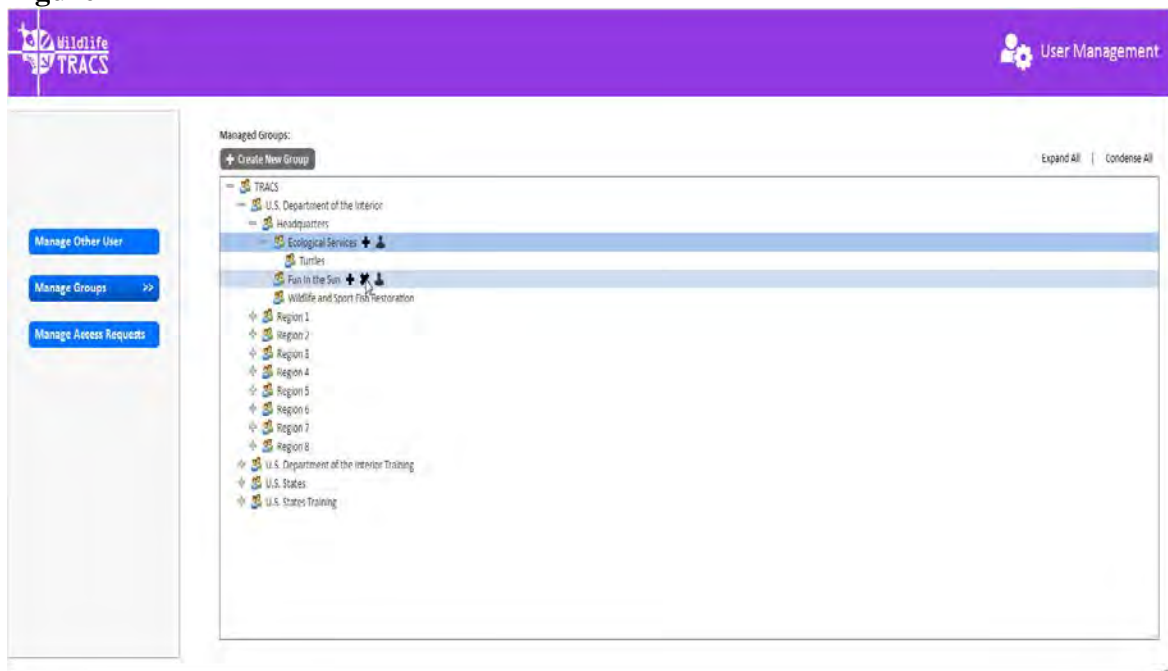 Wildlife
TRACS
User Management
Managed Groups:
+ Create New Group
Expand All | Condense All
TRACS
U.S. Department of the Interior
Headquarters
Ecological Services
Turtles
Fun in the Sun
Wildlife and Sport Fish Restoration
Region 1
Region 2
Region 3
Region 4
Region 5
Region 6
Region 7
Region 8
U.S. Department of the Interior Training
U.S. States
U.S. States Training
Manage Other User
Manage Groups >>
Manage Access Requests